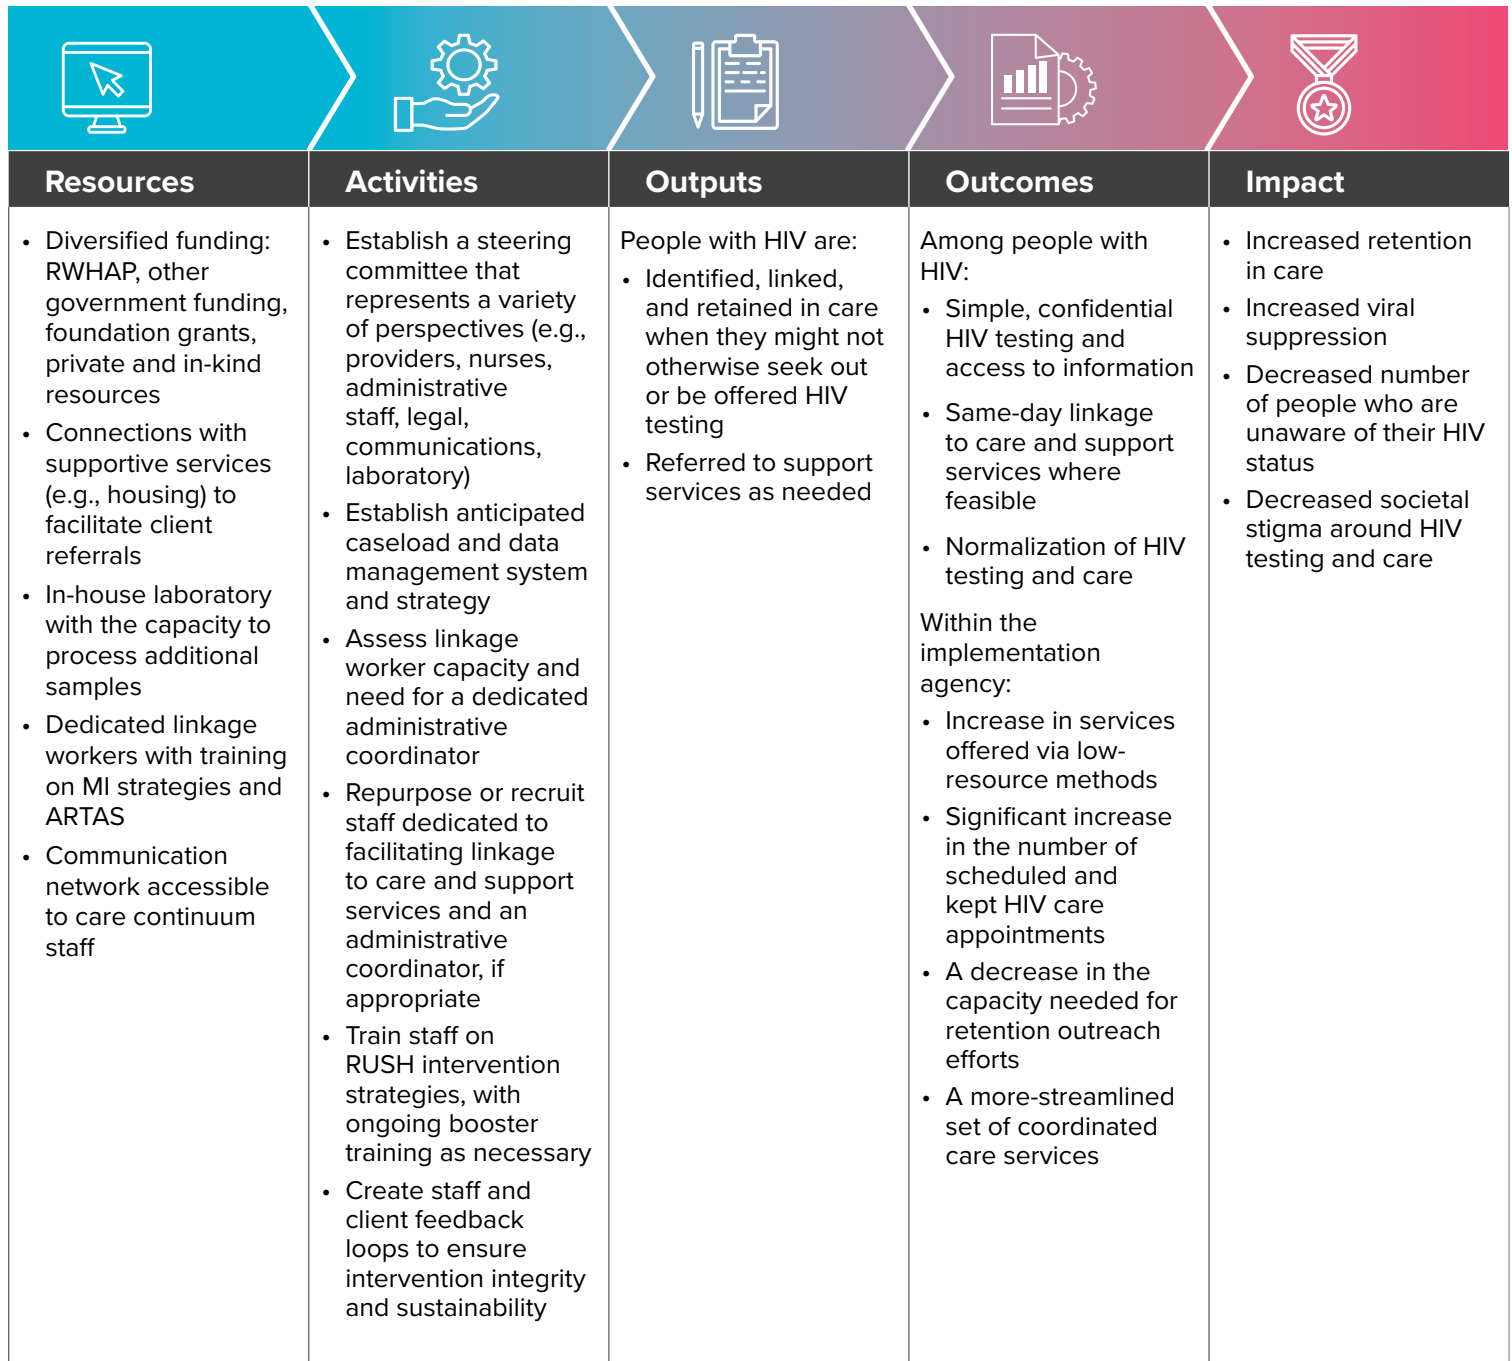 Resources
Activities
Outputs
Outcomes
Impact
• Diversified funding:
RWHAP, other
government funding,
foundation grants,
private and in-kind
resources
• Connections with
supportive services
(e.g., housing) to
facilitate client
referrals
• In-house laboratory
with the capacity to
process additional
samples
• Dedicated linkage
workers with training
on MI strategies and
ARTAS
• Communication
network accessible
to care continuum
staff
• Establish a steering
committee that
represents a variety
of perspectives (e.g.,
providers, nurses,
administrative
staff, legal,
communications,
laboratory)
• Establish anticipated
caseload and data
management system
and strategy
• Assess linkage
worker capacity and
need for a dedicated
administrative
coordinator
• Repurpose or recruit
staff dedicated to
facilitating linkage
to care and support
services and an
administrative
coordinator, if
appropriate
• Train staff on
RUSH intervention
strategies, with
ongoing booster
training as necessary
• Create staff and
client feedback
loops to ensure
intervention integrity
and sustainability
People with HIV are:
• Identified, linked,
and retained in care
when they might not
otherwise seek out
or be offered HIV
testing
• Referred to support
services as needed
Among people with
HIV:
• Simple, confidential
HIV testing and
access to information
• Same-day linkage
to care and support
services where
feasible
• Normalization of HIV
testing and care
Within the
implementation
agency:
• Increase in services
offered via low-
resource methods
• Significant increase
in the number of
scheduled and
kept HIV care
appointments
• A decrease in the
capacity needed for
retention outreach
efforts
• A more-streamlined
set of coordinated
care services
• Increased retention
in care
• Increased viral
suppression
• Decreased number
of people who are
unaware of their HIV
status
• Decreased societal
stigma around HIV
testing and care